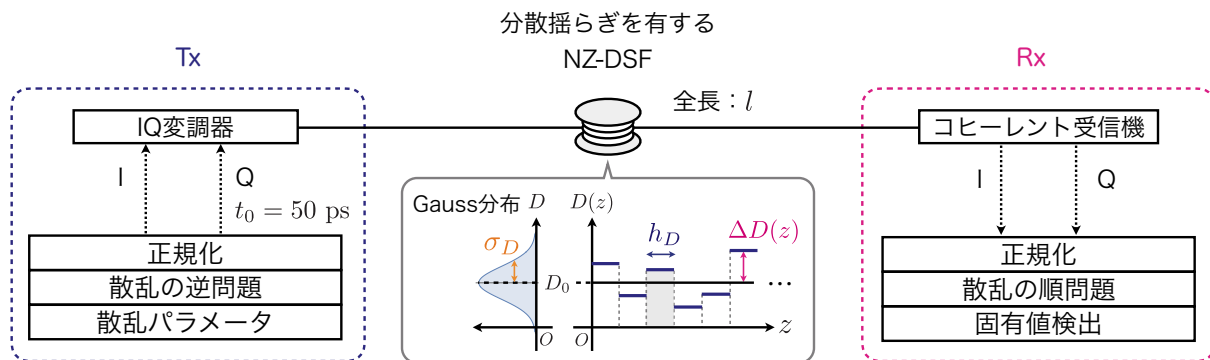 分散揺らぎを有する
NZ-DSF
Tx
Rx
全長：l
IQ変調器
コヒーレント受信機
I
Q
t₀ = 50 ps
I
Q
Gauss分布
D
D(z)
σ_D
h_D
ΔD(z)
D₀
...
O
O
z
正規化
散乱の逆問題
散乱パラメータ
正規化
散乱の順問題
固有値検出